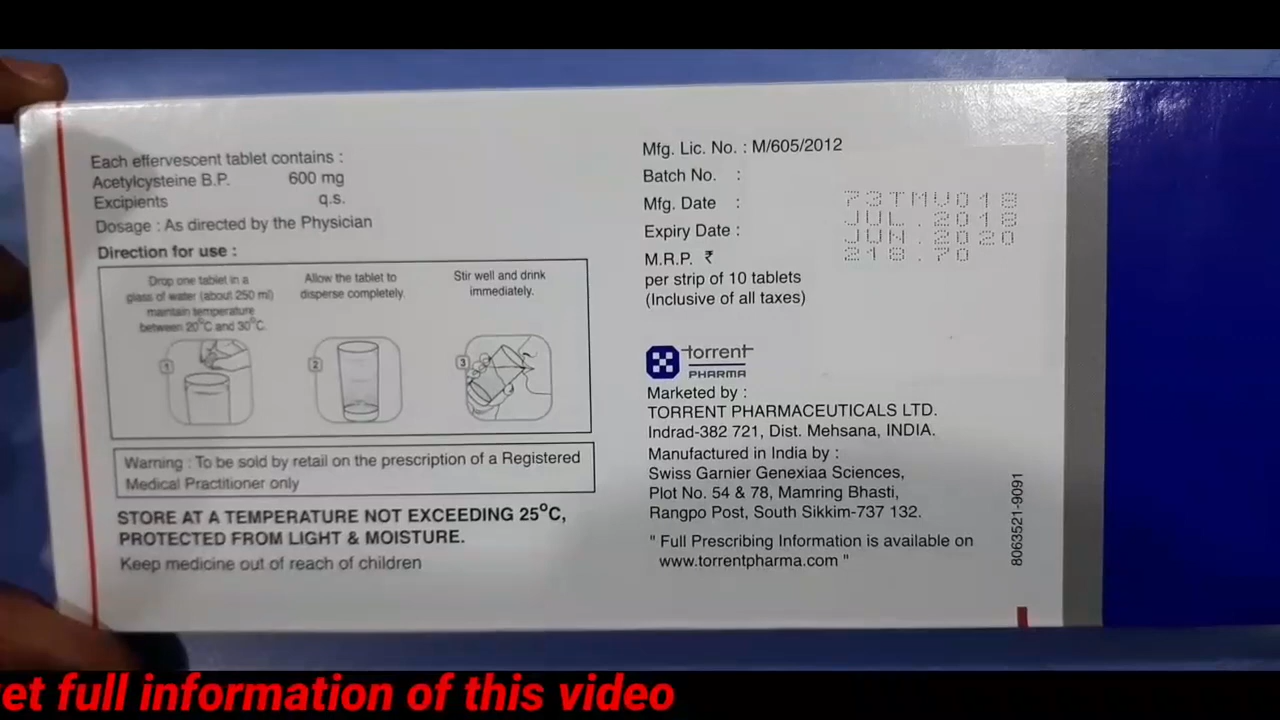 Each effervescent tablet contains :
Acetylcysteine B.P. 600 mg
Excipients q.s.
Dosage : As directed by the Physician
Direction for use :
Drop one tablet in a
glass of water (about 250 ml)
maintain temperature
between 20°C and 30°C.
1
Allow the tablet to
disperse completely.
2
Stir well and drink
immediately.
3
Warning : To be sold by retail on the prescription of a Registered
Medical Practitioner only
STORE AT A TEMPERATURE NOT EXCEEDING 25°C,
PROTECTED FROM LIGHT & MOISTURE.
Keep medicine out of reach of children
Mfg. Lic. No. : M/605/2012
Batch No. :
Mfg. Date :
Expiry Date :
M.R.P. ₹
per strip of 10 tablets
(Inclusive of all taxes)
73TMV018
JUL.2018
JUN.2020
218.70
torrent
PHARMA
Marketed by :
TORRENT PHARMACEUTICALS LTD.
Indrad-382 721, Dist. Mehsana, INDIA.
Manufactured in India by :
Swiss Garnier Genexiaa Sciences,
Plot No. 54 & 78, Mamring Bhasti,
Rangpo Post, South Sikkim-737 132.
" Full Prescribing Information is available on
www.torrentpharma.com "
8063521-9091
et full information of this video